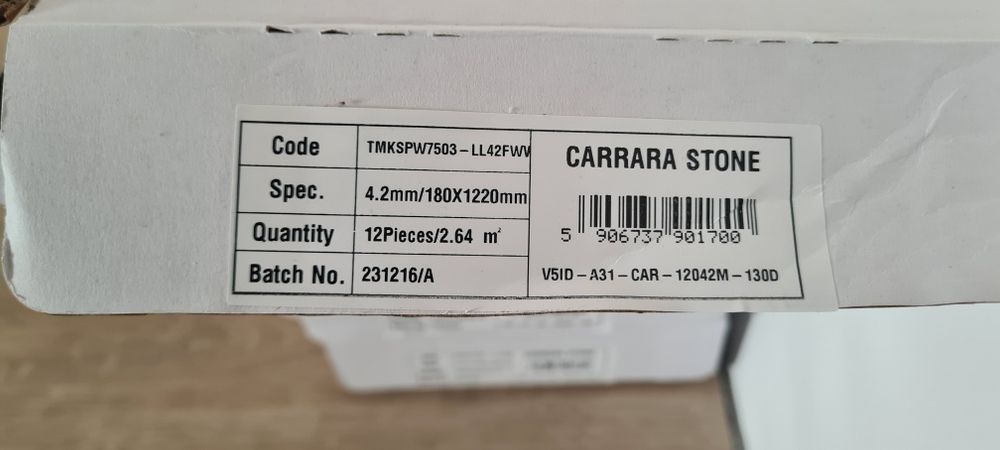 Code TMKSPW7503-LL42FWV
Spec. 4.2mm/180X1220mm
Quantity 12Pieces/2.64 m²
Batch No. 231216/A
CARRARA STONE
5 906737 901700
V5ID-A31-CAR-12042M-130D